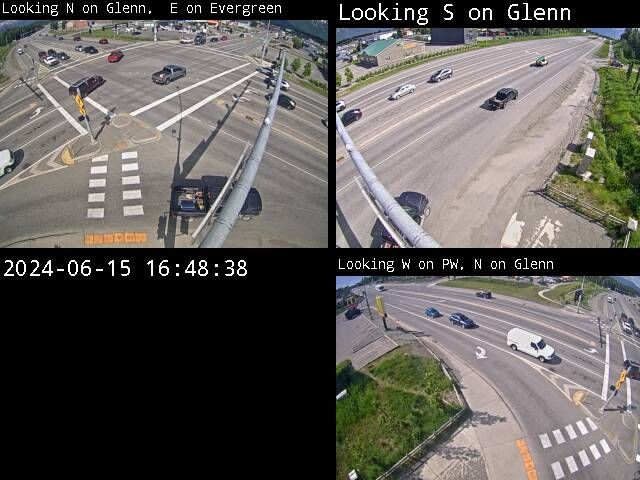 Looking N on Glenn, E on Evergreen
Looking S on Glenn
2024-06-15 16:48:38
Looking W on PW, N on Glenn